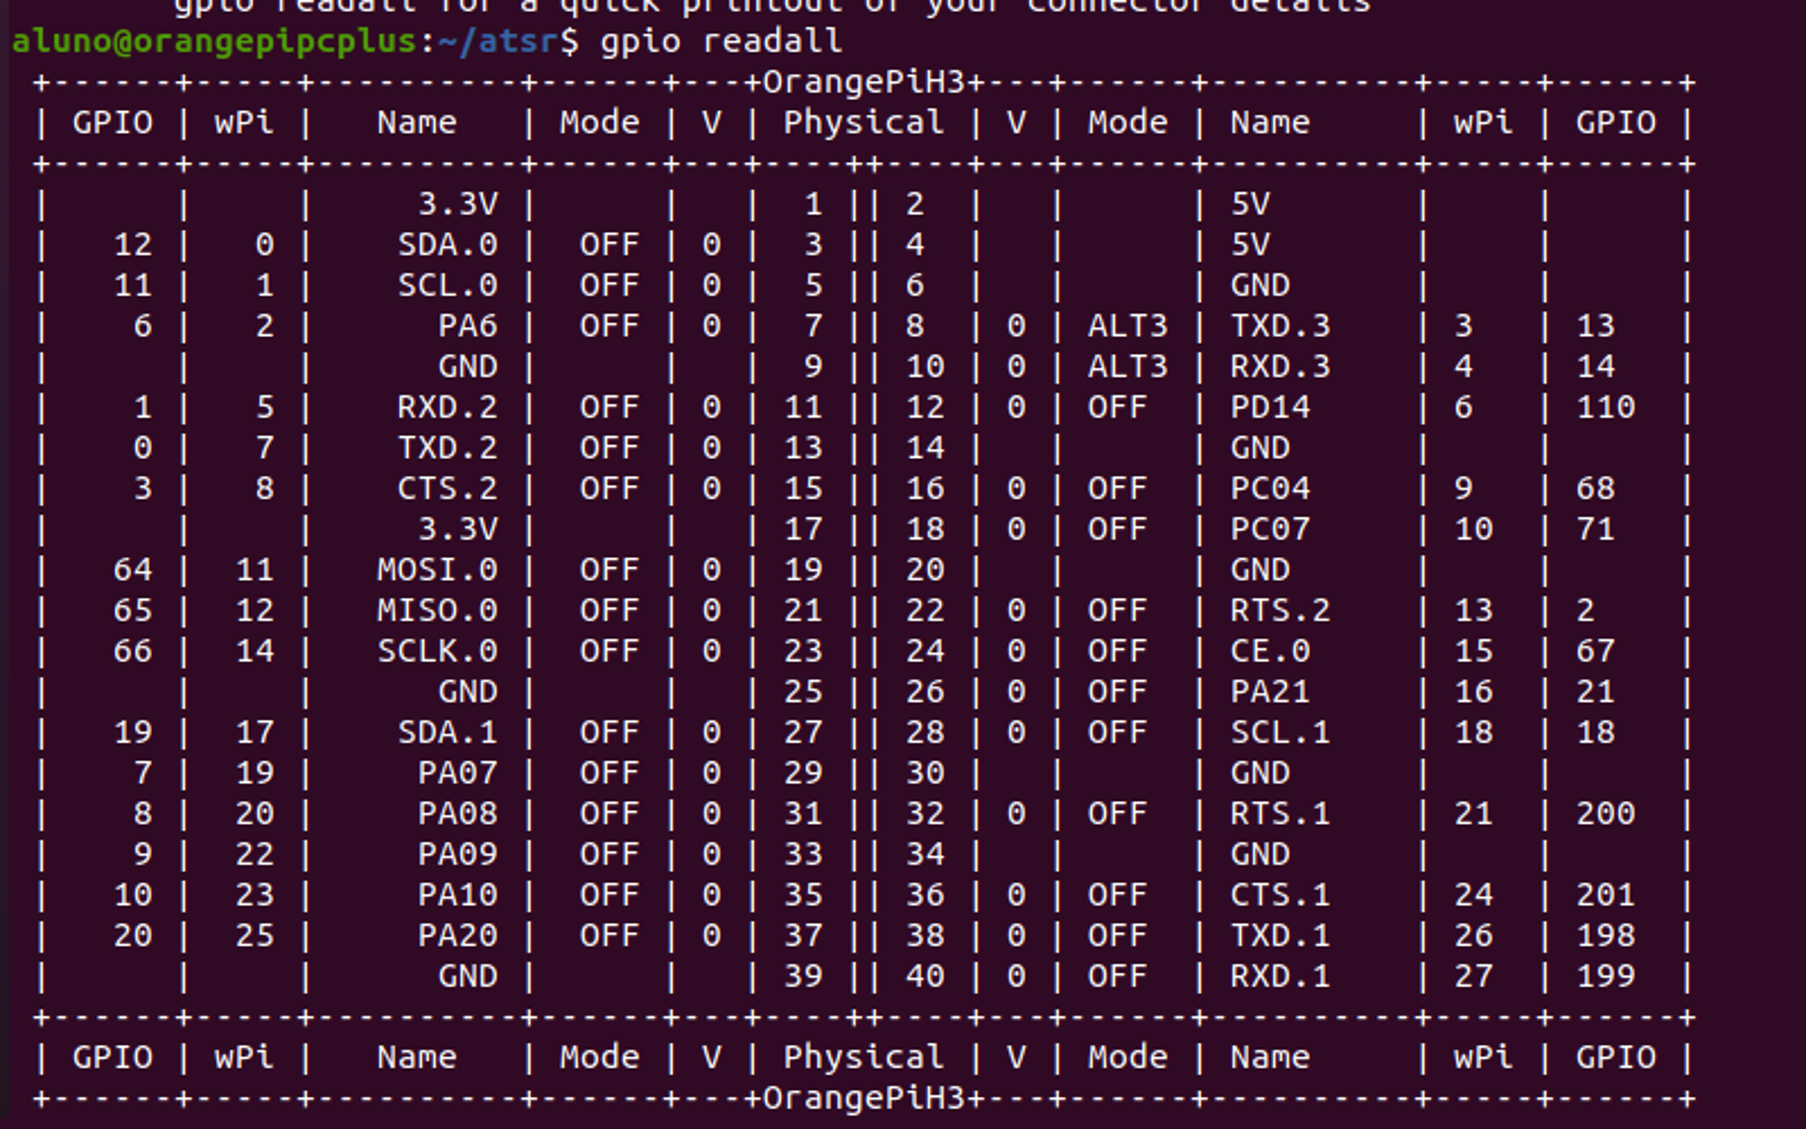 gpio readall for a quick printout of your connector details
aluno@orangepipcplus:~/atsr$ gpio readall
 +------+-----+----------+------+---+OrangePiH3+---+------+----------+-----+------+
 | GPIO | wPi |   Name   | Mode | V | Physical | V | Mode | Name     | wPi | GPIO |
 +------+-----+----------+------+---+----++----+---+------+----------+-----+------+
 |      |     |     3.3V |      |   |  1 || 2  |   |      | 5V       |     |      |
 |   12 |   0 |    SDA.0 |  OFF | 0 |  3 || 4  |   |      | 5V       |     |      |
 |   11 |   1 |    SCL.0 |  OFF | 0 |  5 || 6  |   |      | GND      |     |      |
 |    6 |   2 |      PA6 |  OFF | 0 |  7 || 8  | 0 | ALT3 | TXD.3    | 3   | 13   |
 |      |     |      GND |      |   |  9 || 10 | 0 | ALT3 | RXD.3    | 4   | 14   |
 |    1 |   5 |    RXD.2 |  OFF | 0 | 11 || 12 | 0 | OFF  | PD14     | 6   | 110  |
 |    0 |   7 |    TXD.2 |  OFF | 0 | 13 || 14 |   |      | GND      |     |      |
 |    3 |   8 |    CTS.2 |  OFF | 0 | 15 || 16 | 0 | OFF  | PC04     | 9   | 68   |
 |      |     |     3.3V |      |   | 17 || 18 | 0 | OFF  | PC07     | 10  | 71   |
 |   64 |  11 |   MOSI.0 |  OFF | 0 | 19 || 20 |   |      | GND      |     |      |
 |   65 |  12 |   MISO.0 |  OFF | 0 | 21 || 22 | 0 | OFF  | RTS.2    | 13  | 2    |
 |   66 |  14 |   SCLK.0 |  OFF | 0 | 23 || 24 | 0 | OFF  | CE.0     | 15  | 67   |
 |      |     |      GND |      |   | 25 || 26 | 0 | OFF  | PA21     | 16  | 21   |
 |   19 |  17 |    SDA.1 |  OFF | 0 | 27 || 28 | 0 | OFF  | SCL.1    | 18  | 18   |
 |    7 |  19 |     PA07 |  OFF | 0 | 29 || 30 |   |      | GND      |     |      |
 |    8 |  20 |     PA08 |  OFF | 0 | 31 || 32 | 0 | OFF  | RTS.1    | 21  | 200  |
 |    9 |  22 |     PA09 |  OFF | 0 | 33 || 34 |   |      | GND      |     |      |
 |   10 |  23 |     PA10 |  OFF | 0 | 35 || 36 | 0 | OFF  | CTS.1    | 24  | 201  |
 |   20 |  25 |     PA20 |  OFF | 0 | 37 || 38 | 0 | OFF  | TXD.1    | 26  | 198  |
 |      |     |      GND |      |   | 39 || 40 | 0 | OFF  | RXD.1    | 27  | 199  |
 +------+-----+----------+------+---+----++----+---+------+----------+-----+------+
 | GPIO | wPi |   Name   | Mode | V | Physical | V | Mode | Name     | wPi | GPIO |
 +------+-----+----------+------+---+OrangePiH3+---+------+----------+-----+------+